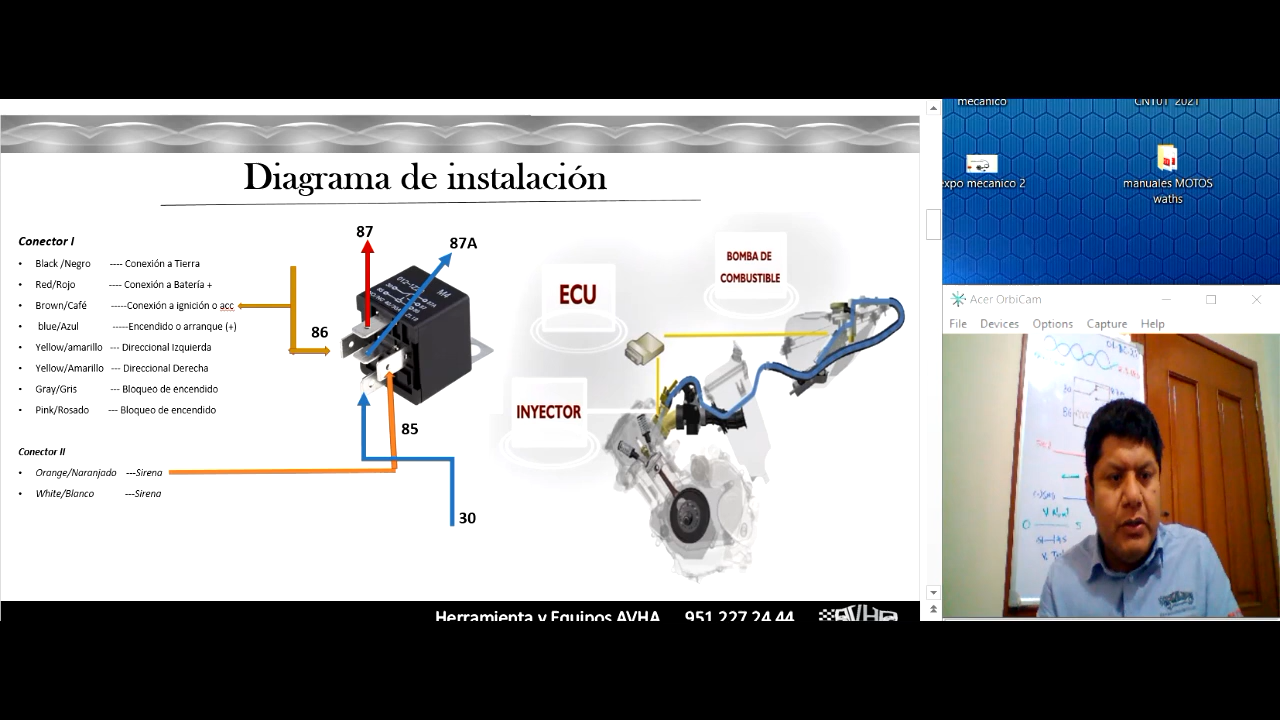 Diagrama de instalación
Conector I
• Black /Negro ---- Conexión a Tierra
• Red/Rojo ---- Conexión a Batería +
• Brown/Café -----Conexión a ignición o acc
• blue/Azul -----Encendido o arranque (+)
• Yellow/amarillo --- Direccional Izquierda
• Yellow/Amarillo --- Direccional Derecha
• Gray/Gris --- Bloqueo de encendido
• Pink/Rosado --- Bloqueo de encendido
Conector II
• Orange/Naranjado ---Sirena
• White/Blanco ---Sirena
87
87A
86
85
30
M4
ECU
BOMBA DE
COMBUSTIBLE
INYECTOR
Herramienta y Equipos AVHA 951 227 24 44
AVHA
mecanico
CNT01 2021
expo mecanico 2
manuales MOTOS
waths
Acer OrbiCam
File Devices Options Capture Help